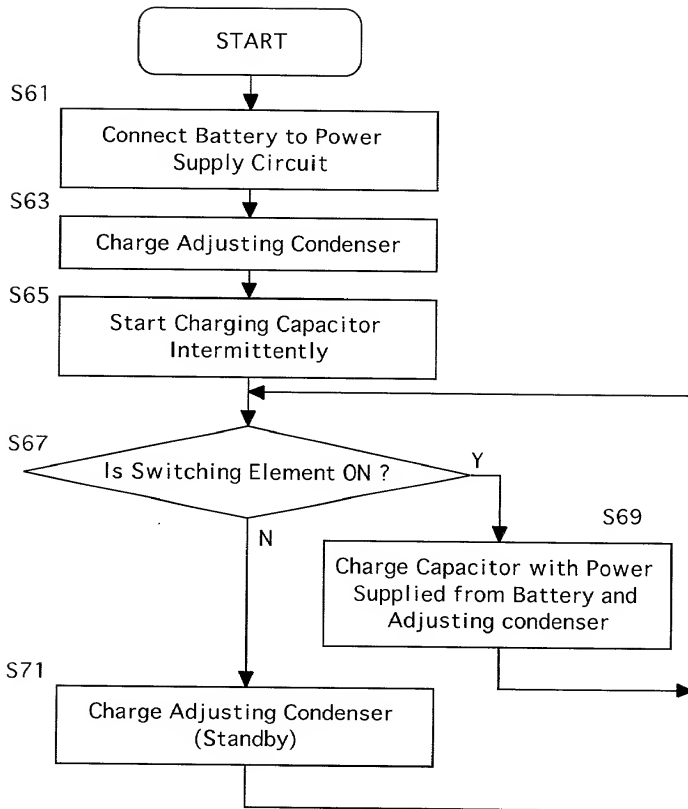 START
S61
Connect Battery to Power
Supply Circuit
S63
Charge Adjusting Condenser
S65
Start Charging Capacitor
Intermittently
S67
Is Switching Element ON ?
Y
N
S69
Charge Capacitor with Power
Supplied from Battery and
Adjusting condenser
S71
Charge Adjusting Condenser
(Standby)